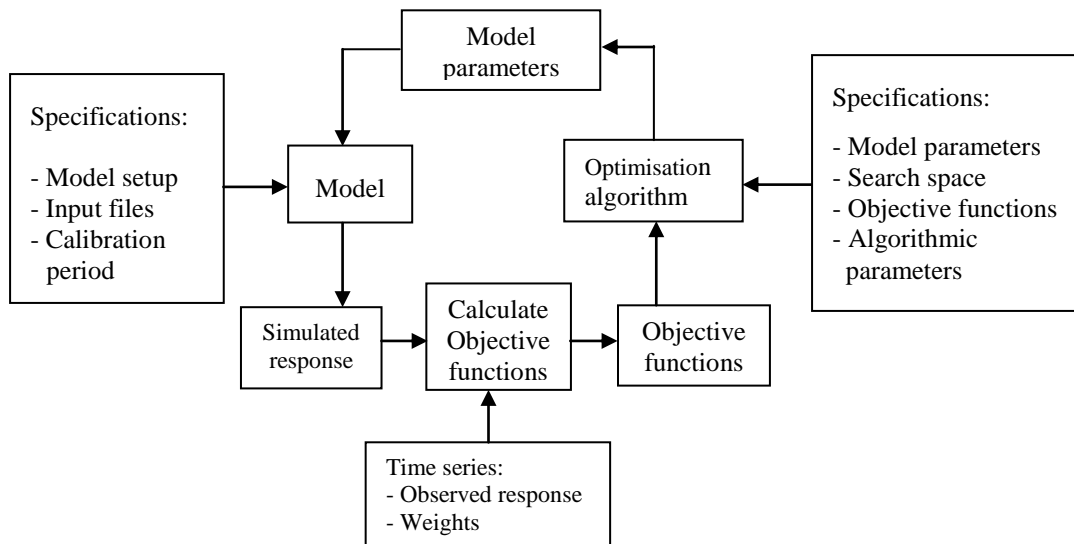 Model
parameters
Specifications:
- Model setup
- Input files
- Calibration
period
Model
Optimisation
algorithm
Specifications:
- Model parameters
- Search space
- Objective functions
- Algorithmic
parameters
Simulated
response
Calculate
Objective
functions
Objective
functions
Time series:
- Observed response
- Weights